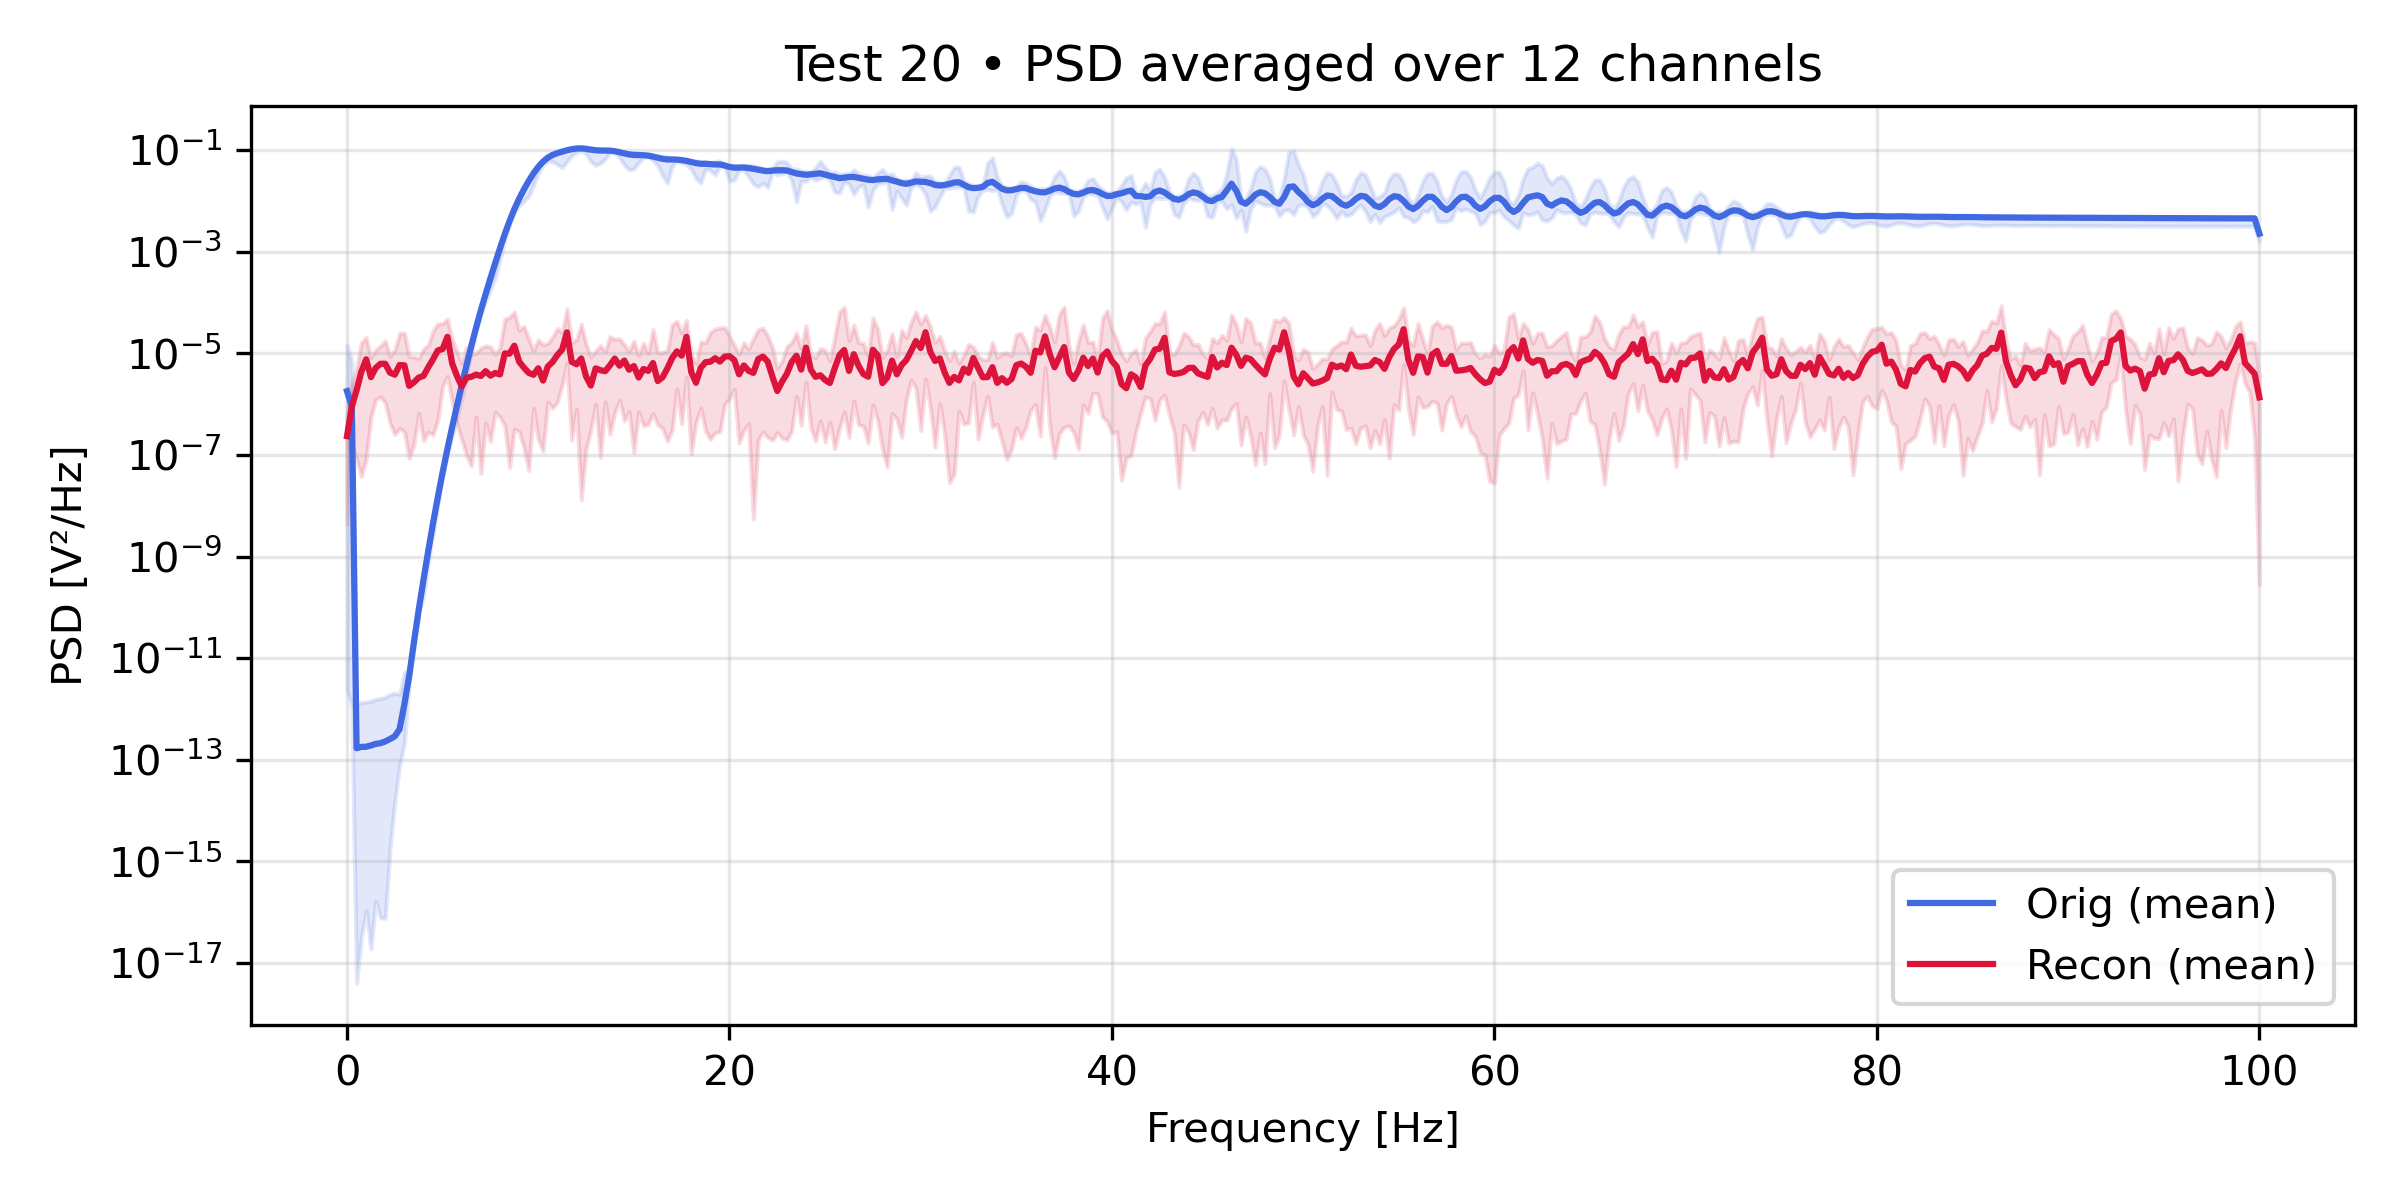 Test 20 • PSD averaged over 12 channels
PSD [V²/Hz]
10⁻¹
10⁻³
10⁻⁵
10⁻⁷
10⁻⁹
10⁻¹¹
10⁻¹³
10⁻¹⁵
10⁻¹⁷
Orig (mean)
Recon (mean)
0 20 40 60 80 100
Frequency [Hz]